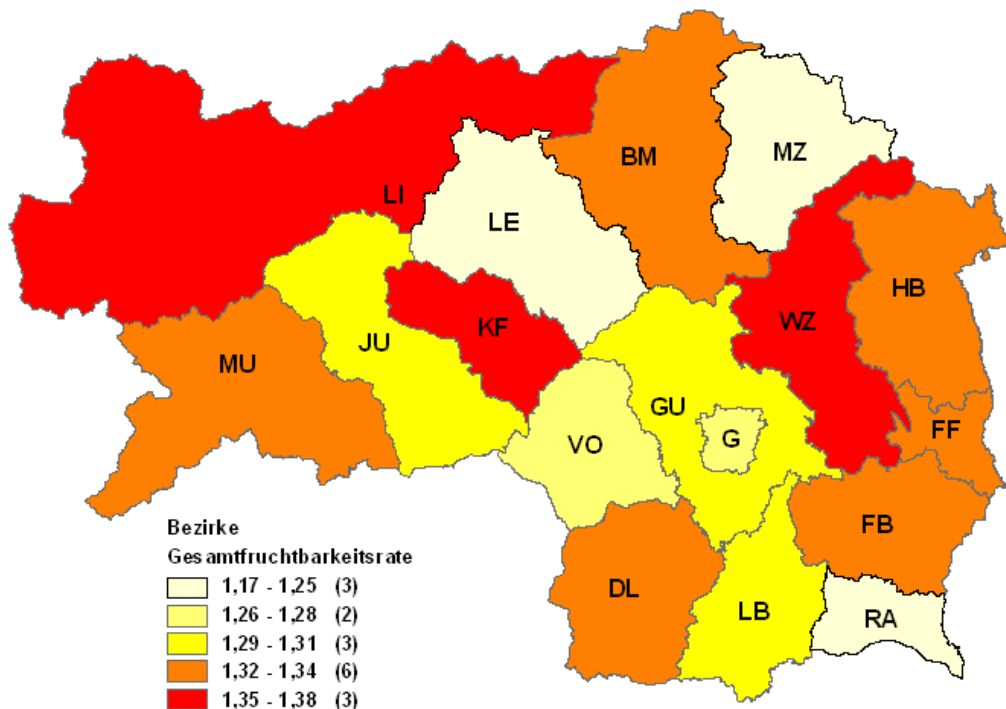 BM
MZ
LI
LE
HB
KF
WZ
JU
MU
GU
FF
G
VO
FB
DL
LB
RA
Bezirke
Gesamtfruchtbarkeitsrate
1,17 - 1,25 (3)
1,26 - 1,28 (2)
1,29 - 1,31 (3)
1,32 - 1,34 (6)
1,35 - 1,38 (3)